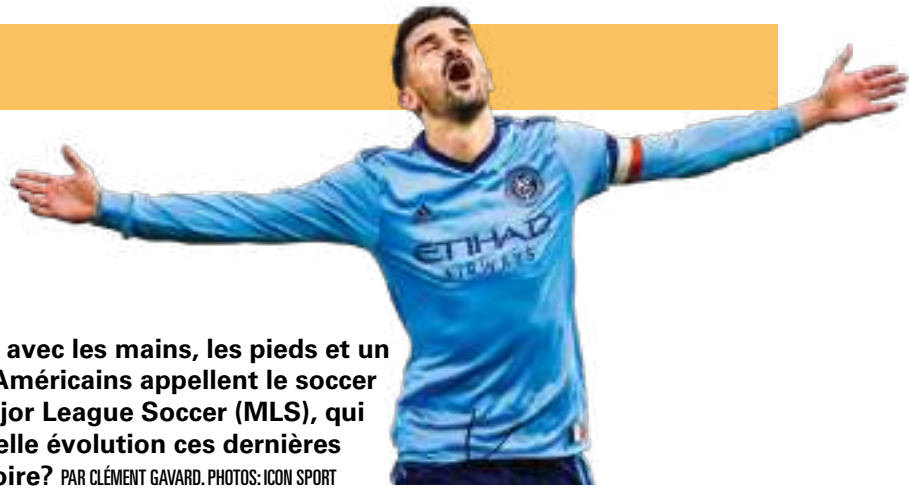 ETIHAD
AIRWAYS
avec les mains, les pieds et un
Américains appellent le soccer
jor League Soccer (MLS), qui
elle évolution ces dernières
oire? PAR CLÉMENT GAVARD. PHOTOS: ICON SPORT